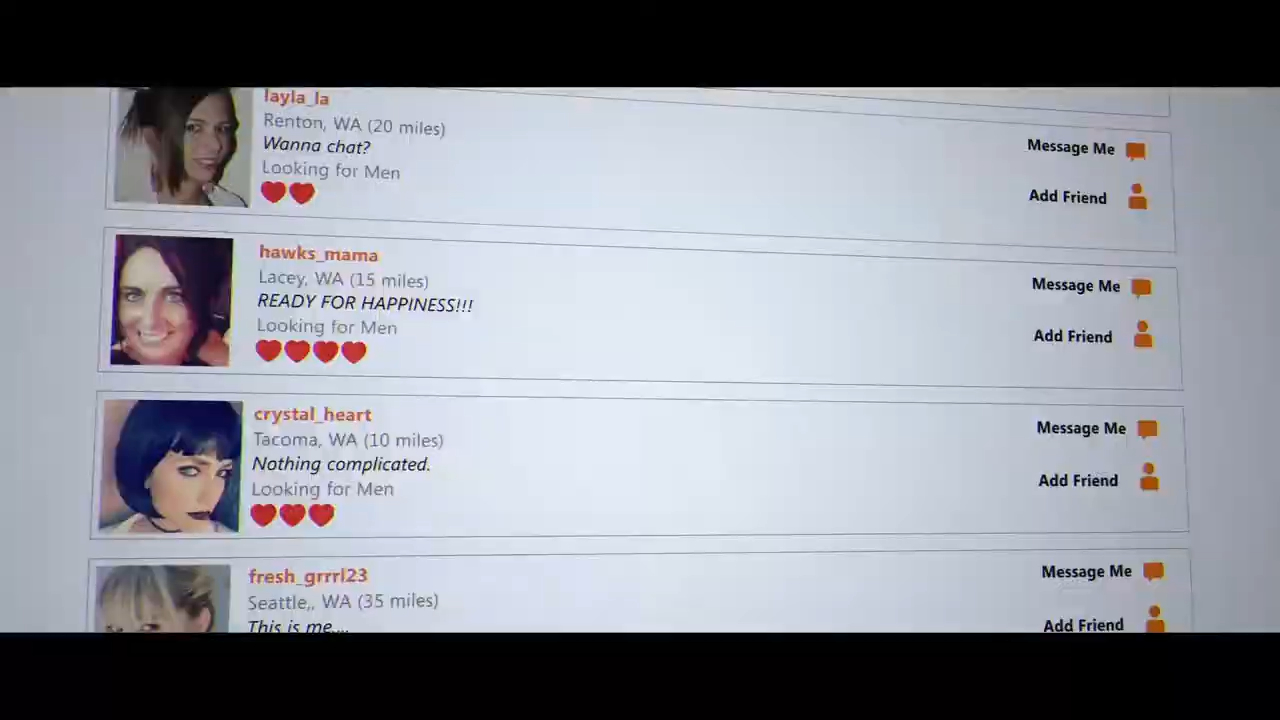 layla_la
Renton, WA (20 miles)
Wanna chat?
Looking for Men
Message Me
Add Friend
hawks_mama
Lacey, WA (15 miles)
READY FOR HAPPINESS!!!
Looking for Men
Message Me
Add Friend
crystal_heart
Tacoma, WA (10 miles)
Nothing complicated.
Looking for Men
Message Me
Add Friend
fresh_grrrl23
Seattle,, WA (35 miles)
This is me....
Message Me
Add Friend